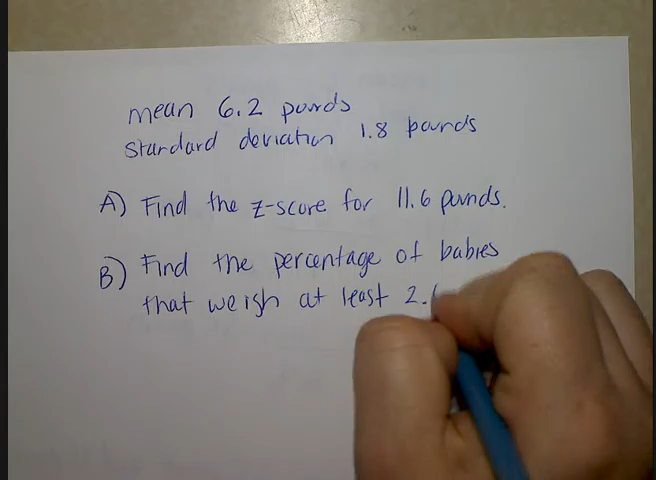 mean 6.2 pounds
standard deviation 1.8 pounds
A) Find the z-score for 11.6 pounds.
B) Find the percentage of babies
that weigh at least 2.